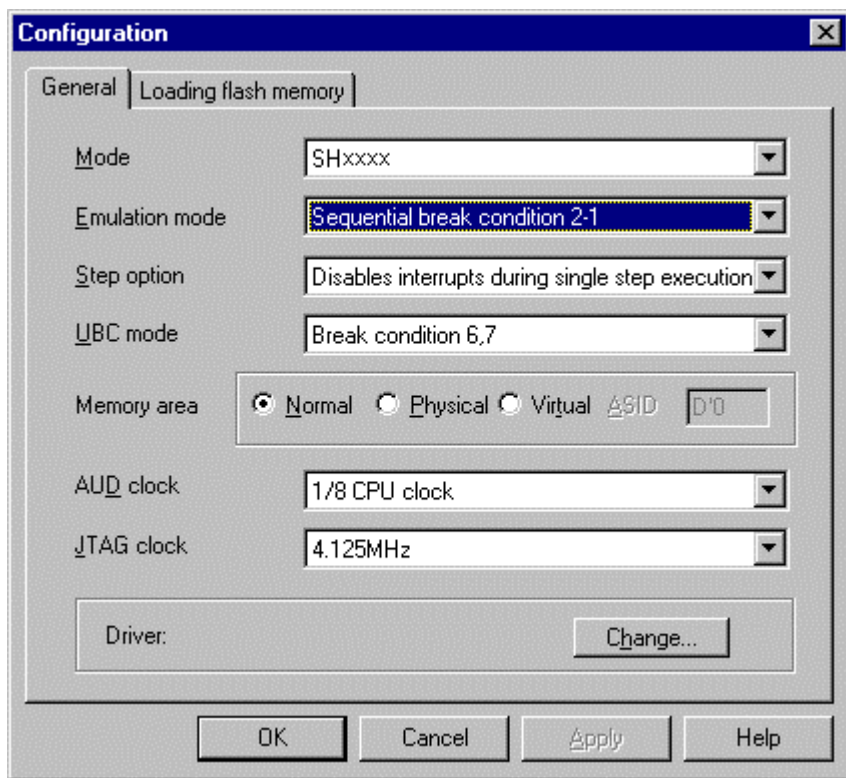 Configuration
General Loading flash memory
Mode SHxxxx
Emulation mode Sequential break condition 2-1
Step option Disables interrupts during single step execution
UBC mode Break condition 6,7
Memory area Normal Physical Virtual ASID D'0
AUD clock 1/8 CPU clock
JTAG clock 4.125MHz
Driver: Change...
OK Cancel Apply Help